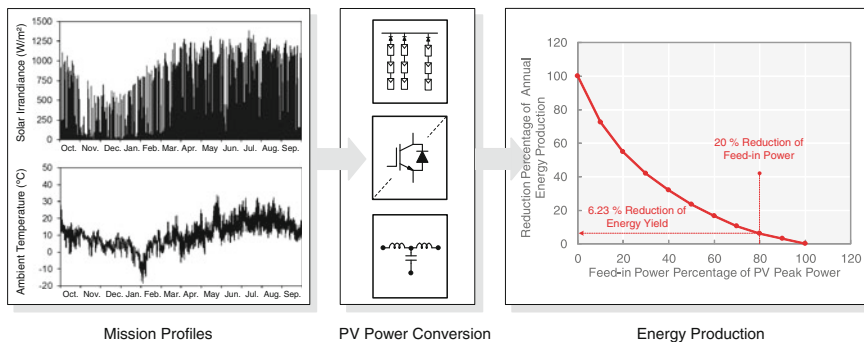 Solar Irrandiance (W/m²)
1500
1250
1000
750
500
250
0
Oct. Nov. Dec. Jan. Feb. Mar. Apr. May Jun. Jul. Aug. Sep.
Ambient Temperature (°C)
50
40
30
20
10
0
-10
-20
Oct. Nov. Dec. Jan. Feb. Mar. Apr. May Jun. Jul. Aug. Sep.
Mission Profiles
PV Power Conversion
Reduction Percentage of Annual
Energy Production
120
100
80
60
40
20
0
20 % Reduction of
Feed-in Power
6.23 % Reduction of
Energy Yield
0 20 40 60 80 100 120
Feed-in Power Percentage of PV Peak Power
Energy Production